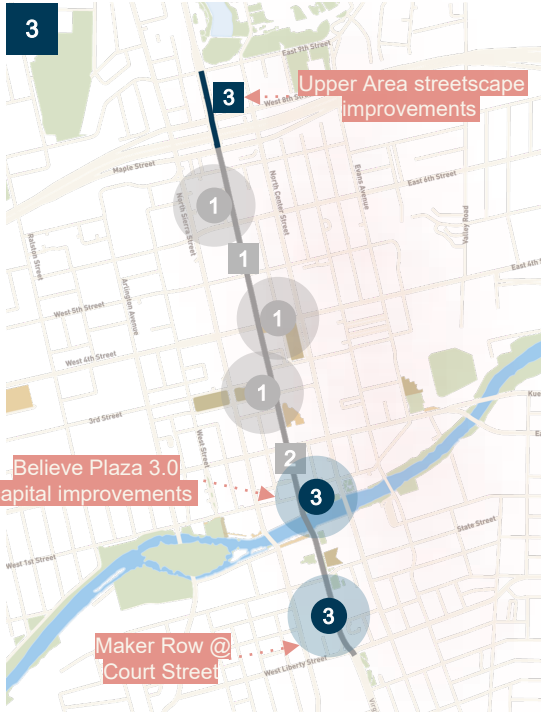 3
East 9th Street
3
Upper Area streetscape
improvements
West 8th
Maple Street
Evans Avenue
East 6th Street
North Sierra Street
North Center Street
1
Valley Road
Ralston Street
1
East 4th
Arlington Avenue
West 5th Street
1
West 4th Street
1
3rd Street
West Street
2
Believe Plaza 3.0
apital improvements
3
State Street
West 1st Street
3
Maker Row @
Court Street
West Liberty Street